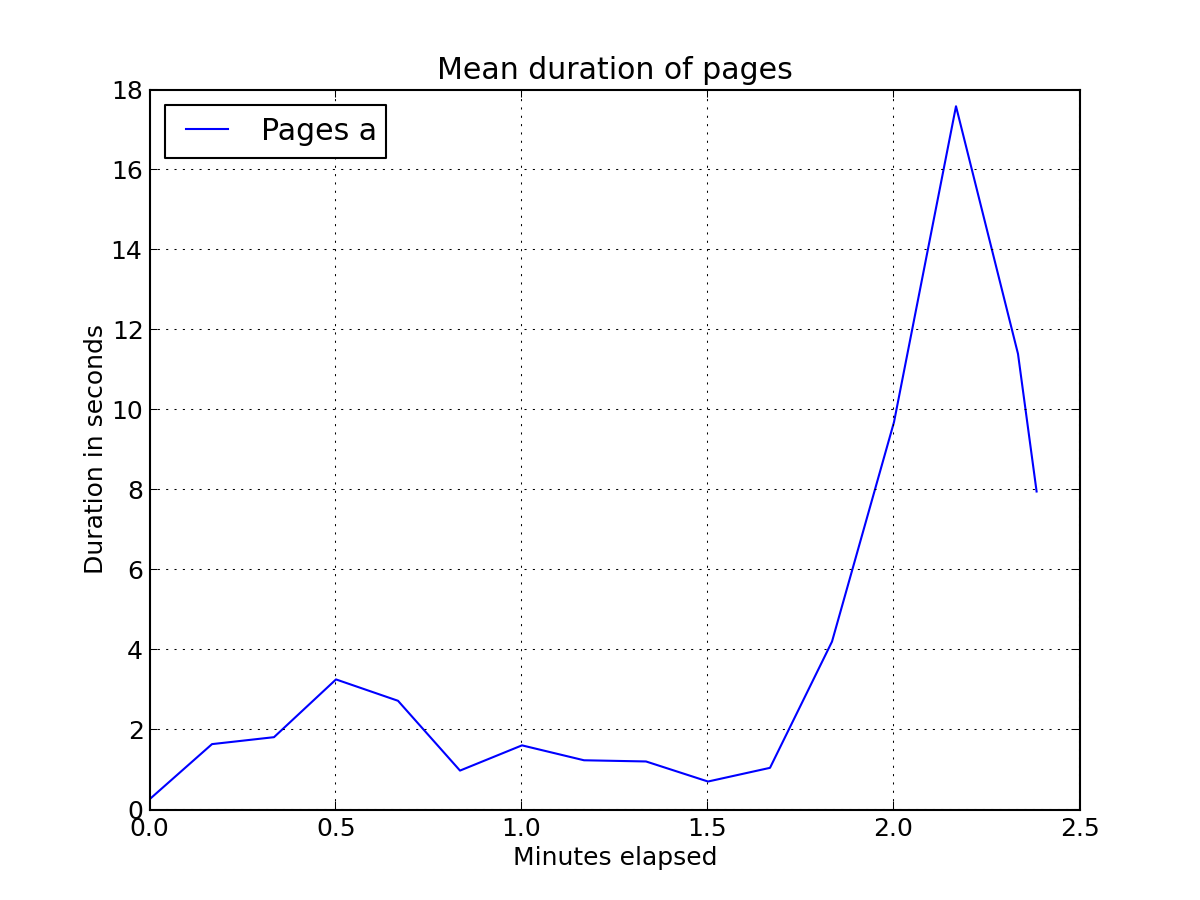 Mean duration of pages
Pages a
18
16
14
12
10
8
6
4
2
0
Duration in seconds
0.0 0.5 1.0 1.5 2.0 2.5
Minutes elapsed